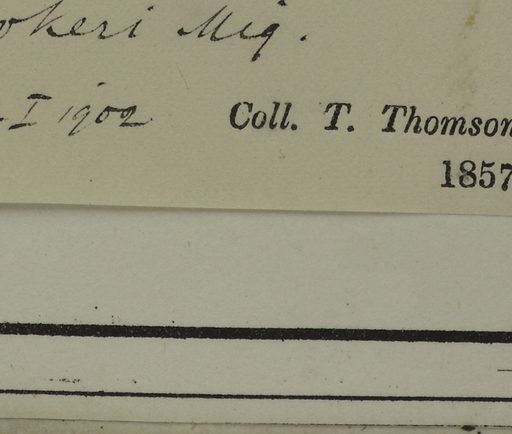 okeri Miq.
I 1902
Coll. T. Thomson
1857